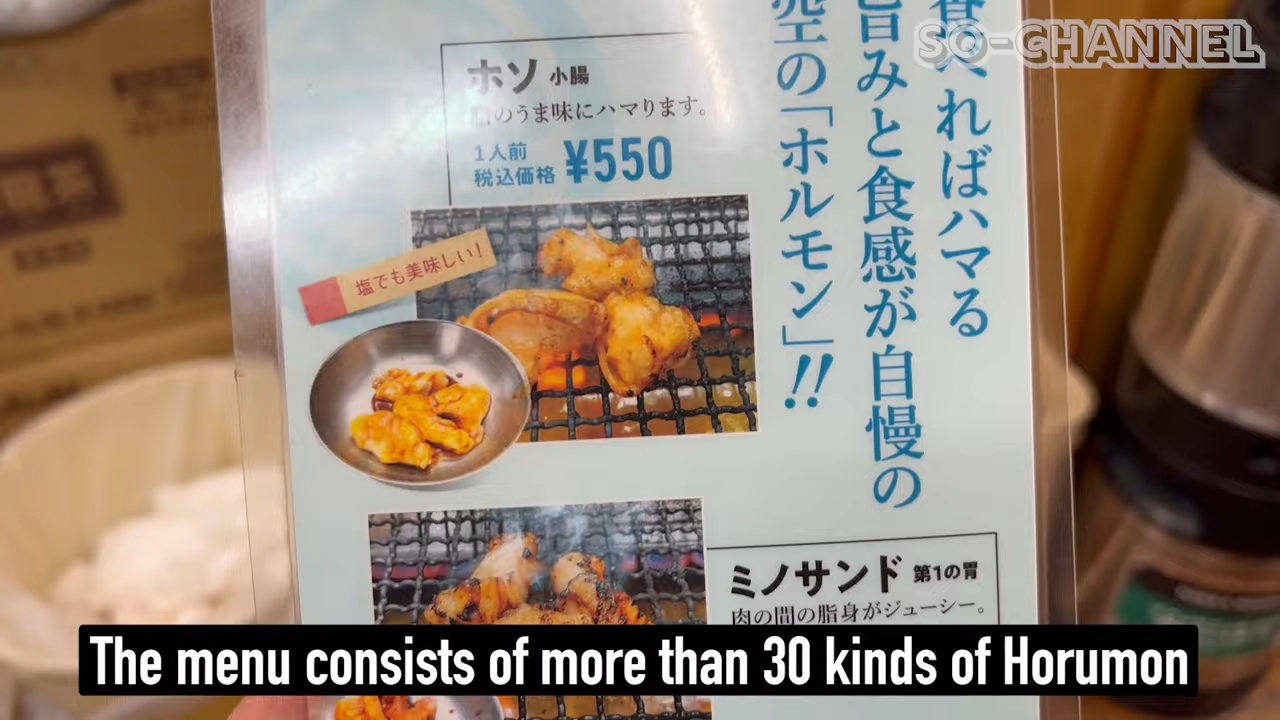 SQ-CHANNEL
れば ハマる
旨みと食感が自慢の
の「ホルモン」!!
ホソ 小腸
のうま味にハマります。
1人前
税込価格 ¥550
塩でも美味しい!
ミノサンド 第1の胃
肉の間の脂身がジューシー。
The menu consists of more than 30 kinds of Horumon